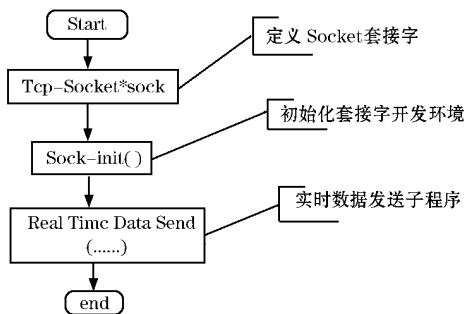 Start
定义 Socket套接字
Tcp-Socket*sock
初始化套接字开发环境
Sock-init( )
实时数据发送子程序
Real Timc Data Send
(......)
end